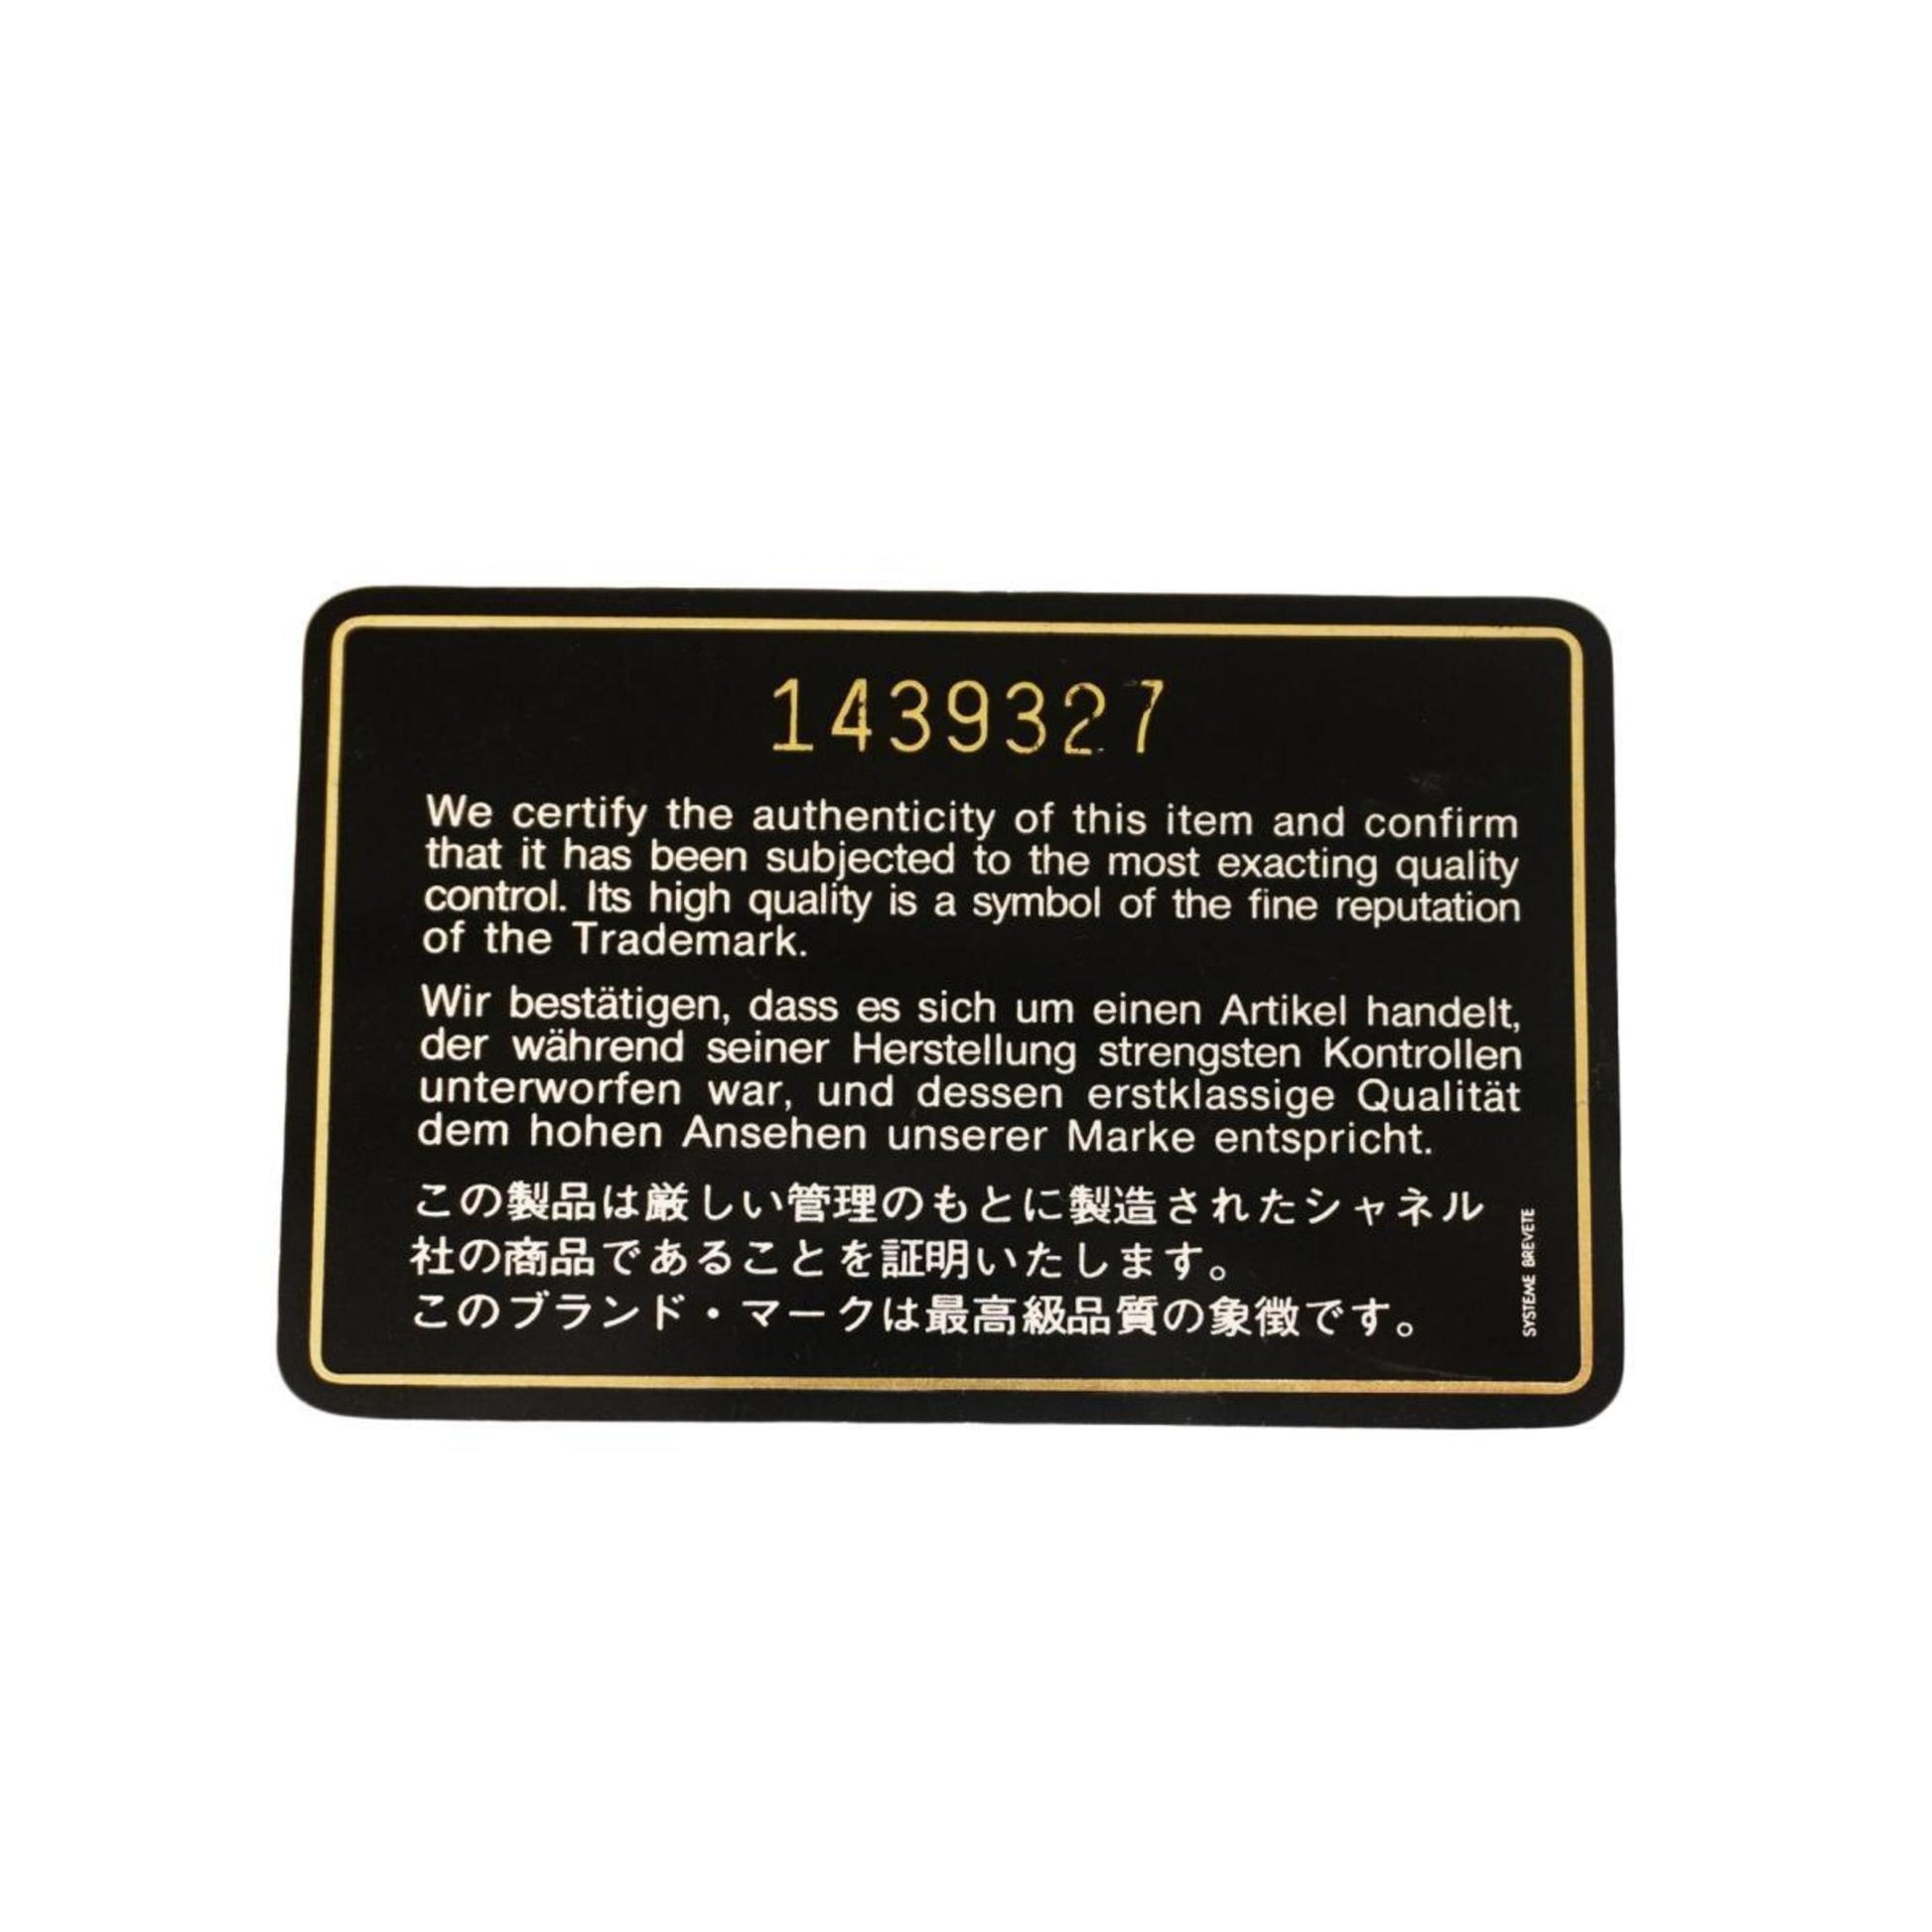 1439327
We certify the authenticity of this item and confirm
that it has been subjected to the most exacting quality
control. Its high quality is a symbol of the fine reputation
of the Trademark.
Wir bestätigen, dass es sich um einen Artikel handelt,
der während seiner Herstellung strengsten Kontrollen
unterworfen war, und dessen erstklassige Qualität
dem hohen Ansehen unserer Marke entspricht.
この製品は厳しい管理のもとに製造されたシャネル
社の商品であることを証明いたします。
このブランド・マークは最高級品質の象徴です。
SYSTEME BREVETE